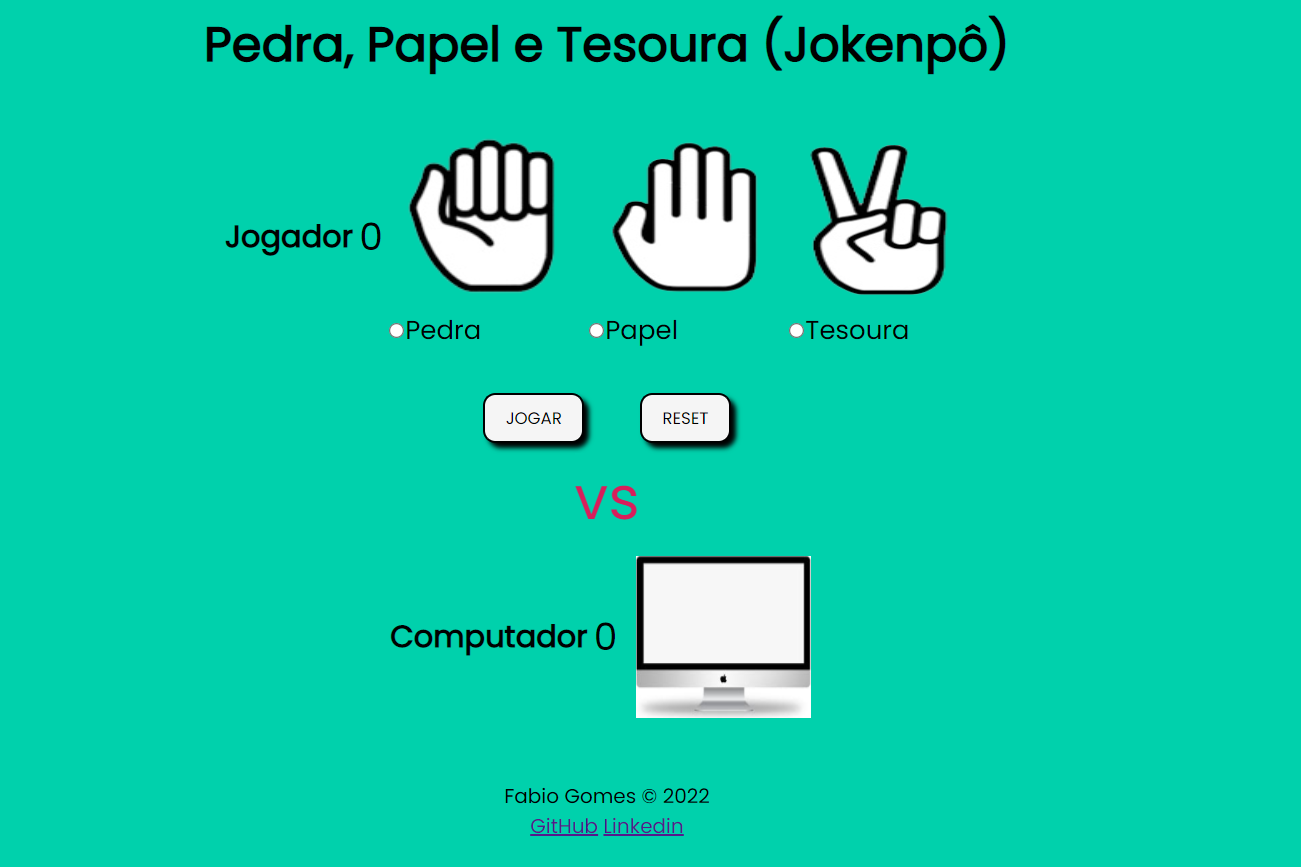 Pedra, Papel e Tesoura (Jokenpô)
Jogador 0
Pedra Papel Tesoura
JOGAR RESET
VS
Computador 0
Fabio Gomes © 2022
GitHub Linkedin